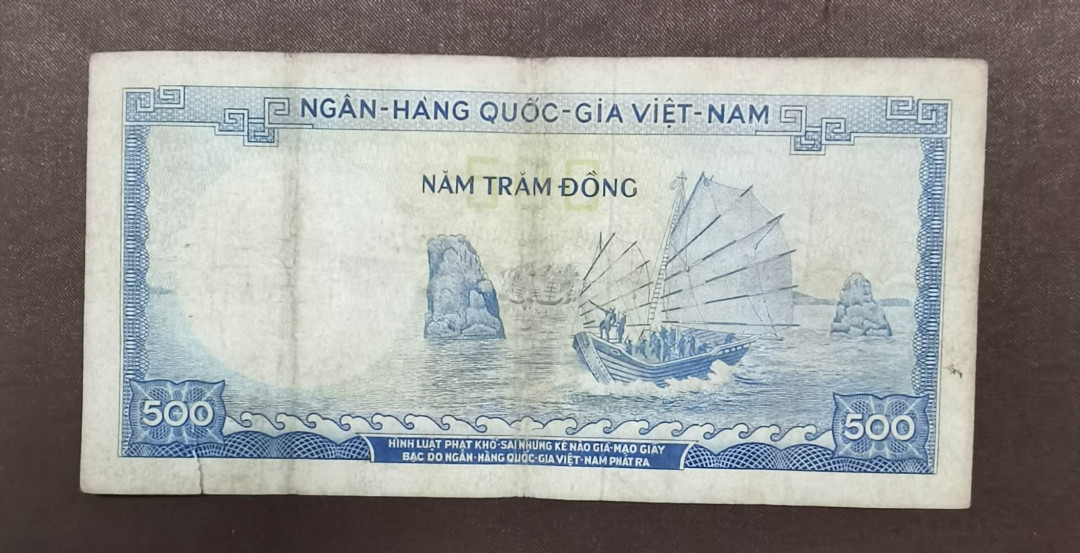 NGÂN-HÀNG QUỐC-GIA VIỆT-NAM
NĂM TRĂM ĐỒNG
500
500
HÌNH LUẬT PHẠT KHỔ-SAI NHỮNG KẺ NÀO GIẢ-MẠO GIẤY
BẠC DO NGÂN-HÀNG QUỐC-GIA VIỆT-NAM PHÁT RA